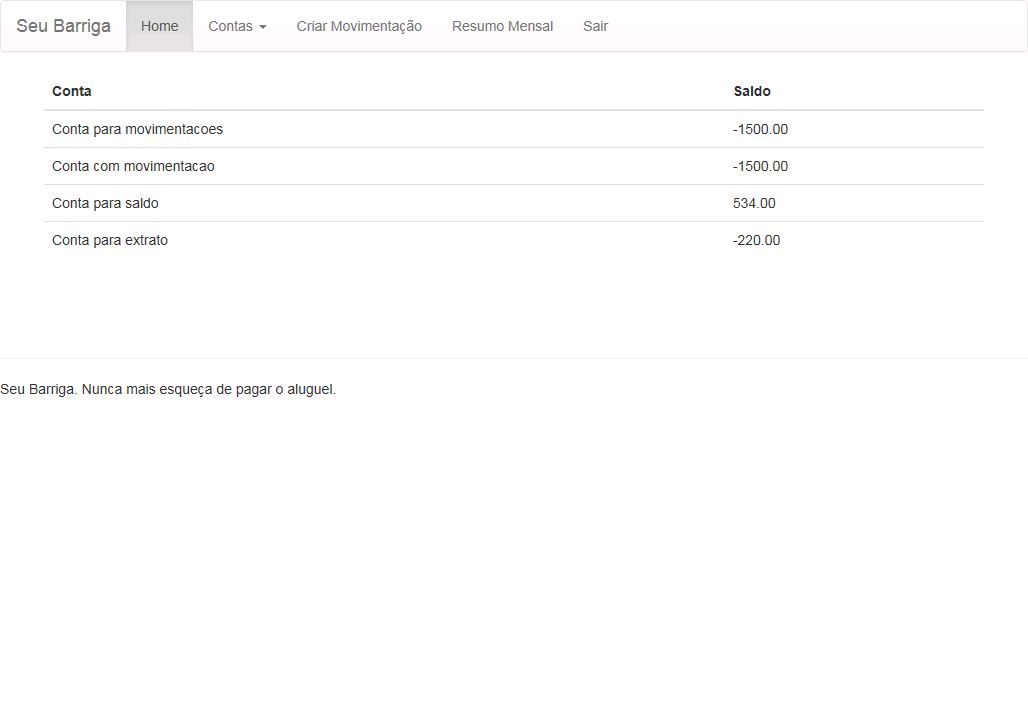 Seu Barriga Home Contas Criar Movimentação Resumo Mensal Sair
Conta Saldo
Conta para movimentacoes -1500.00
Conta com movimentacao -1500.00
Conta para saldo 534.00
Conta para extrato -220.00
Seu Barriga. Nunca mais esqueça de pagar o aluguel.